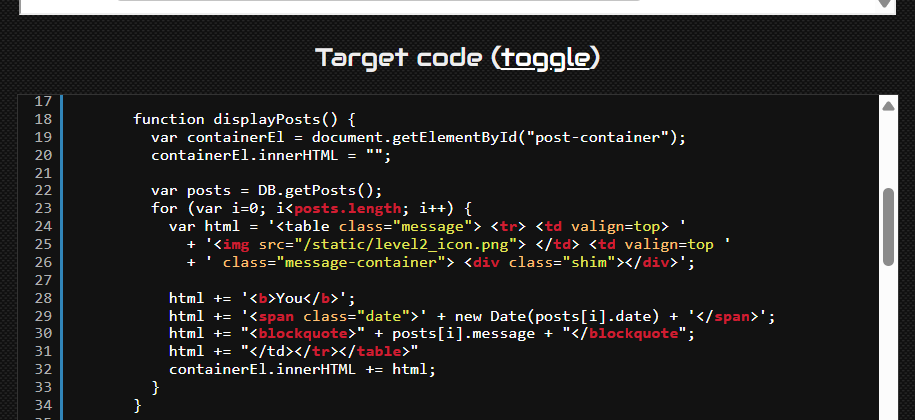 Target code (toggle)
17
18 function displayPosts() {
19 var containerEl = document.getElementById("post-container");
20 containerEl.innerHTML = "";
21
22 var posts = DB.getPosts();
23 for (var i=0; i<posts.length; i++) {
24 var html = '<table class="message"> <tr> <td valign=top> '
25 + '<img src="/static/level2_icon.png"> </td> <td valign=top '
26 + ' class="message-container"> <div class="shim"></div>';
27
28 html += '<b>You</b>';
29 html += '<span class="date">' + new Date(posts[i].date) + '</span>';
30 html += "<blockquote>" + posts[i].message + "</blockquote";
31 html += "</td></tr></table>"
32 containerEl.innerHTML += html;
33 }
34 }